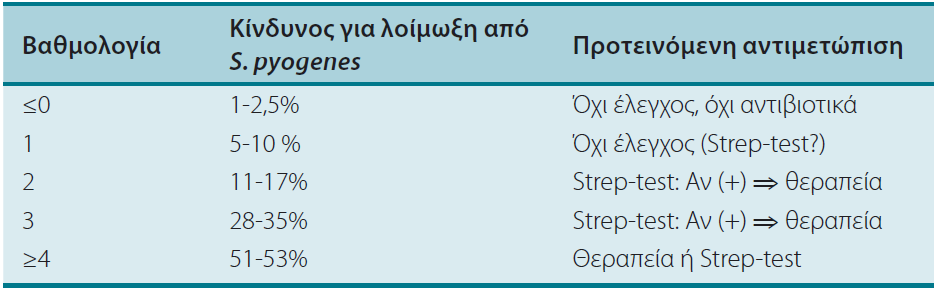 Βαθμολογία Κίνδυνος για λοίμωξη από S. pyogenes Προτεινόμενη αντιμετώπιση
≤0 1-2,5% Όχι έλεγχος, όχι αντιβιοτικά
1 5-10 % Όχι έλεγχος (Strep-test?)
2 11-17% Strep-test: Αν (+) ⇒ θεραπεία
3 28-35% Strep-test: Αν (+) ⇒ θεραπεία
≥4 51-53% Θεραπεία ή Strep-test